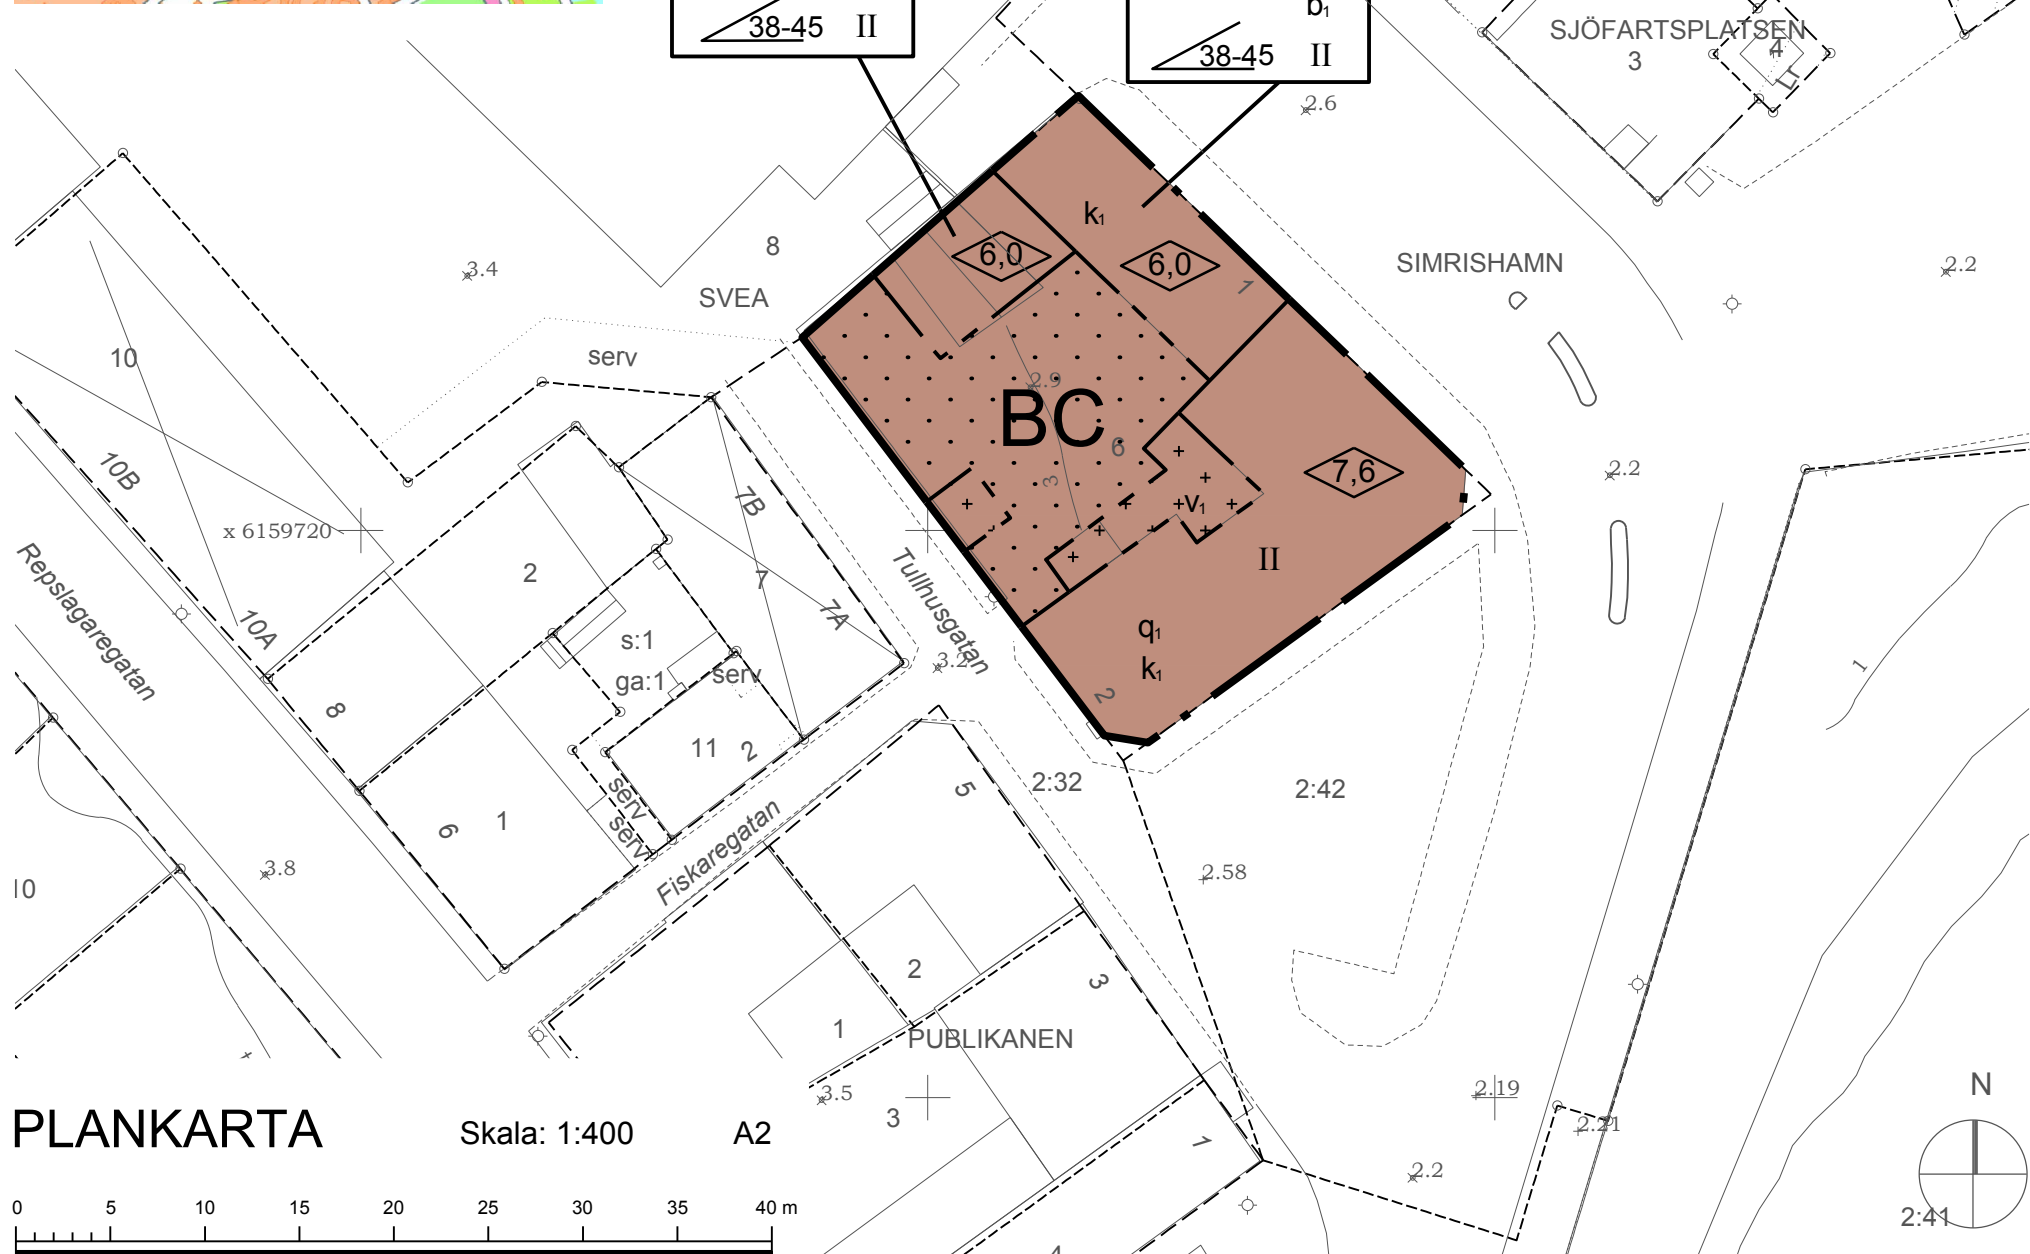 38-45 II
b1
38-45 II
SJÖFARTSPLATSEN
4
3
Lr
2.6
k1
8
6,0
6,0
SIMRISHAMN
3.4
2.2
SVEA
1
10
serv
2.9
BC
6
10B
7B
3
7,6
2.2
x 6159720
V1
Repslagaregatan
2
7
Tullhusgatan
II
10A
7A
s:1
q1
ga:1
serv
3.2
k1
1
8
2
11
2
2:32
2:42
5
6
1
serv
serv
Fiskaregatan
2.58
3.8
10
2
3
1
PUBLIKANEN
3.5
3
2.19
N
2.21
PLANKARTA
Skala: 1:400
A2
1
2.2
0 5 10 15 20 25 30 35 40 m
2:41
4